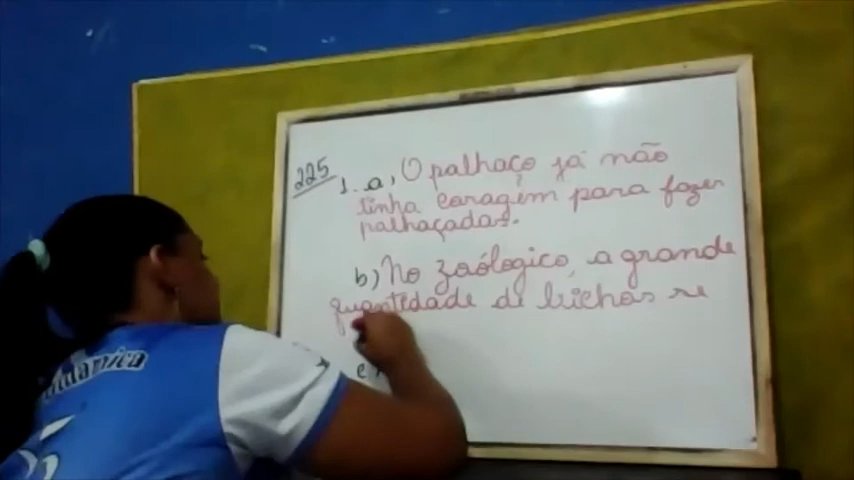 225
1. a, O palhaço já não
tinha coragem para fazer
palhaçadas.
b) No zoólogico, a grande
quantidade de bichos se